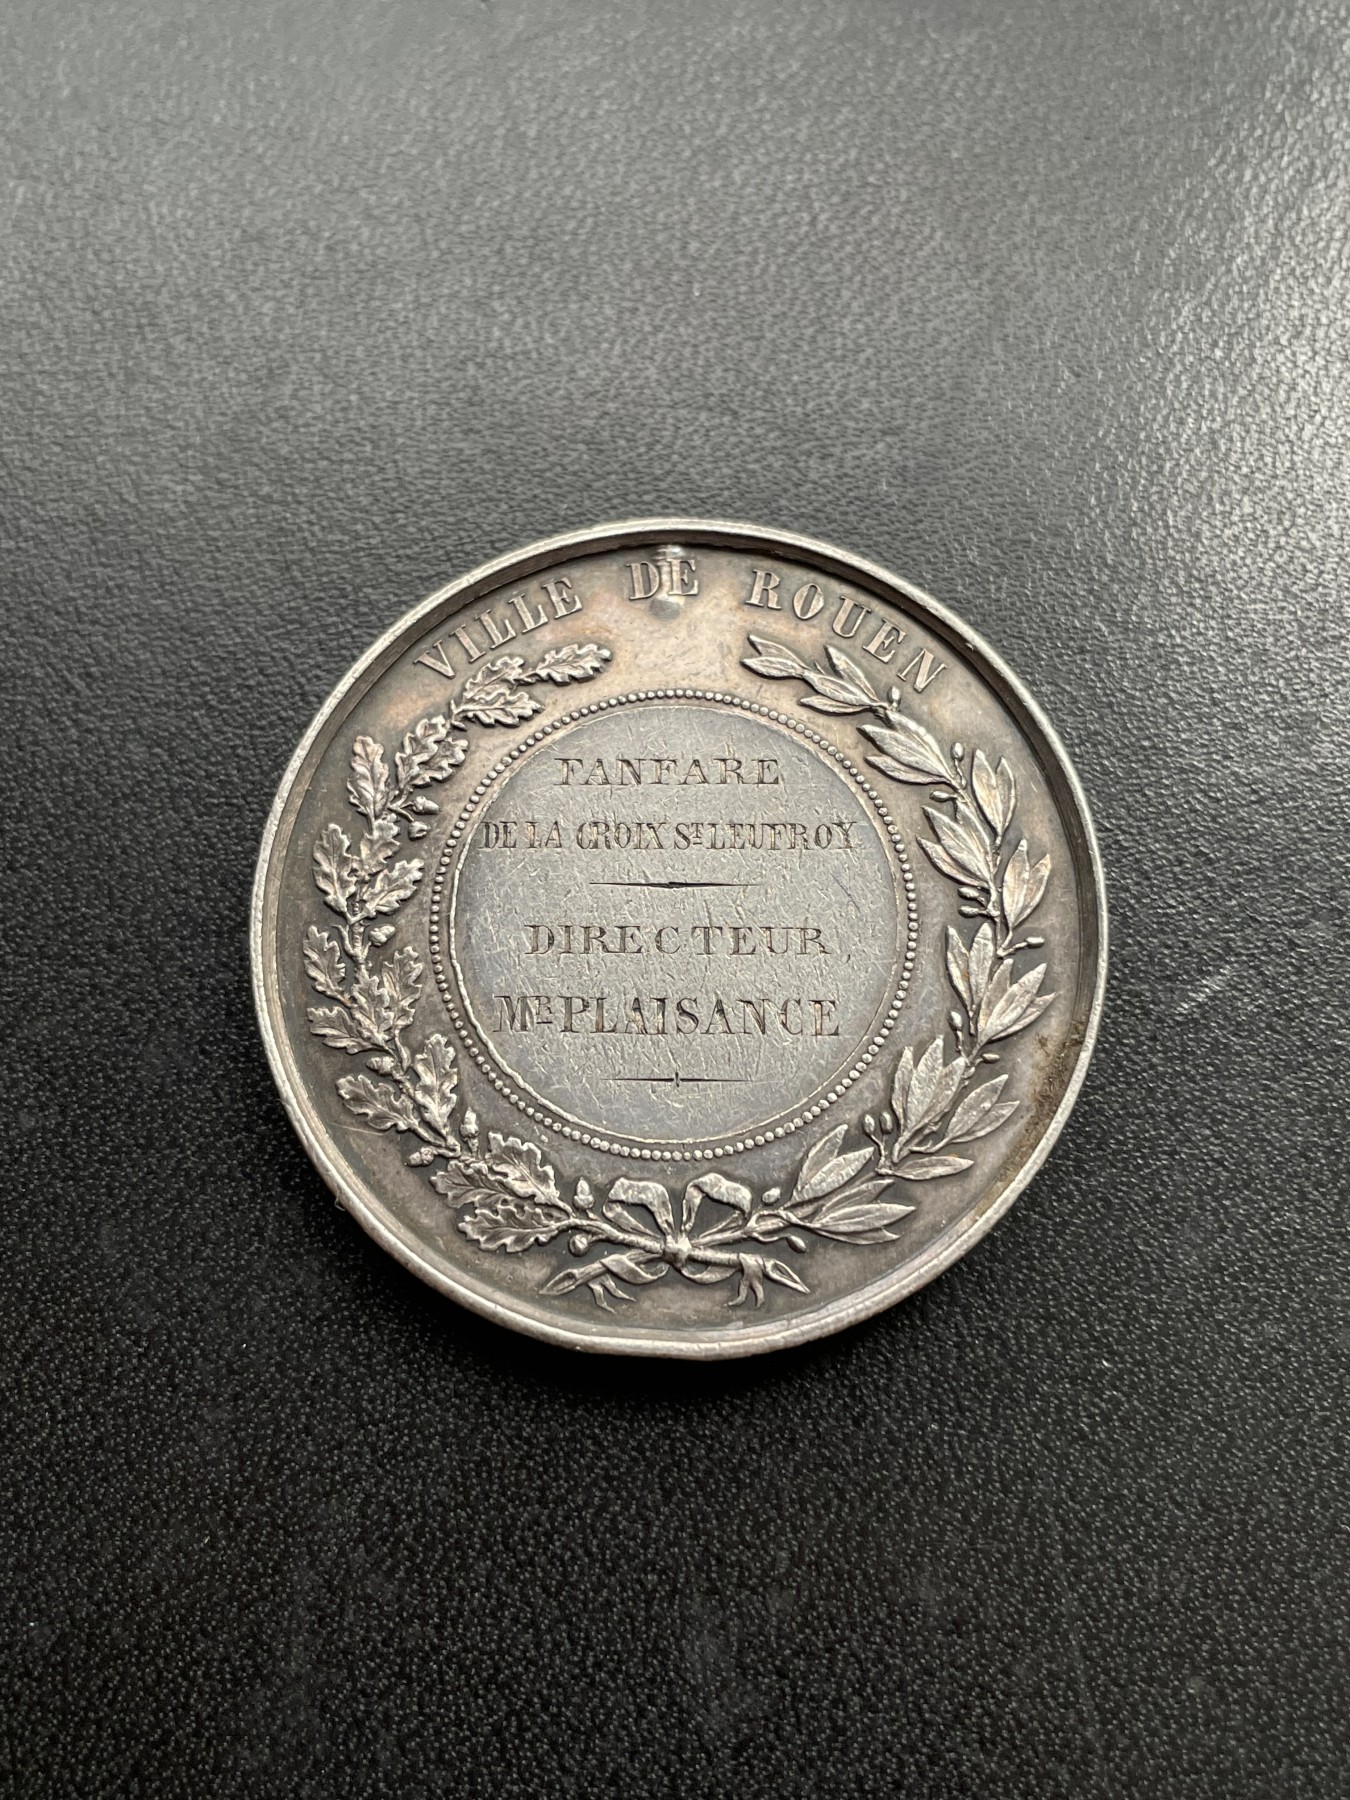 VILLE DE ROUEN
FANFARE
DE LA CROIX ST LEUFROY
DIRECTEUR
MR PLAISANCE